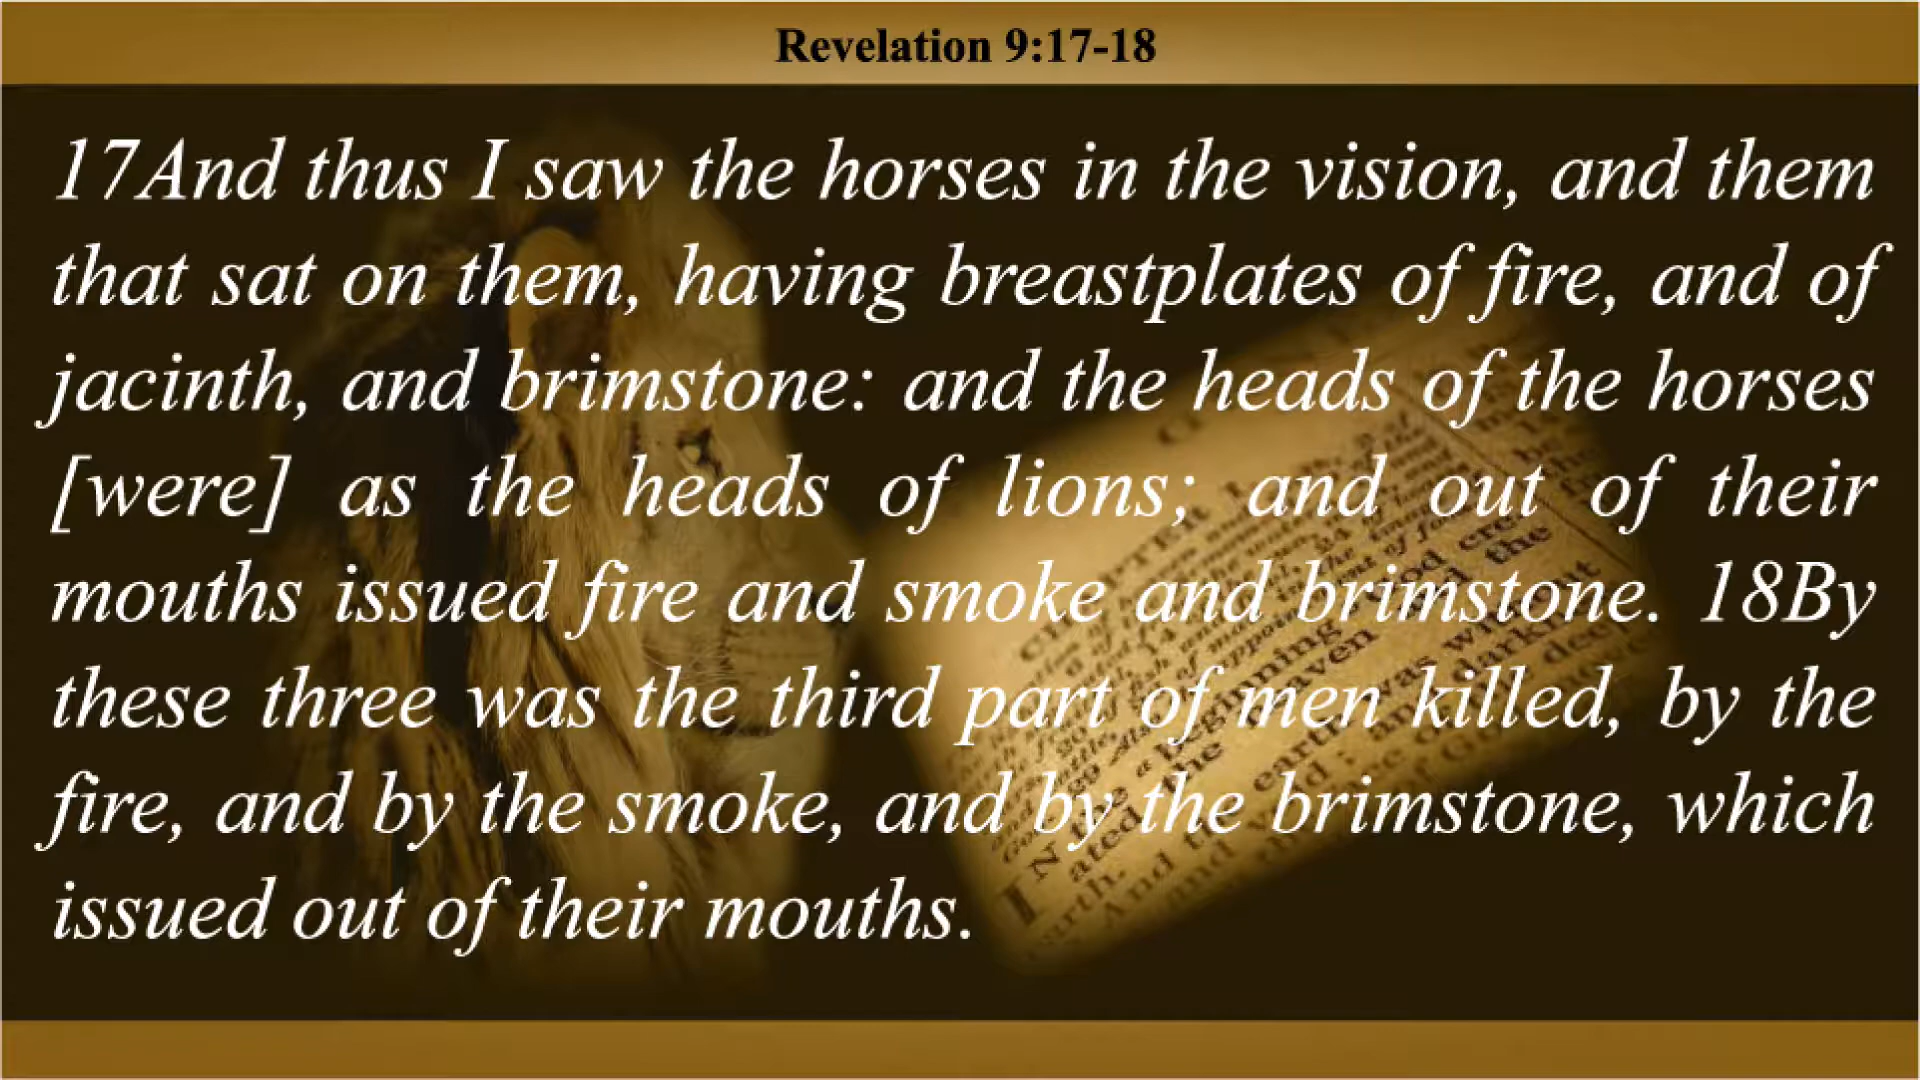 Revelation 9:17-18
17And thus I saw the horses in the vision, and them
that sat on them, having breastplates of fire, and of
jacinth, and brimstone: and the heads of the horses
[were] as the heads of lions; and out of their
mouths issued fire and smoke and brimstone. 18By
these three was the third part of men killed, by the
fire, and by the smoke, and by the brimstone, which
issued out of their mouths.